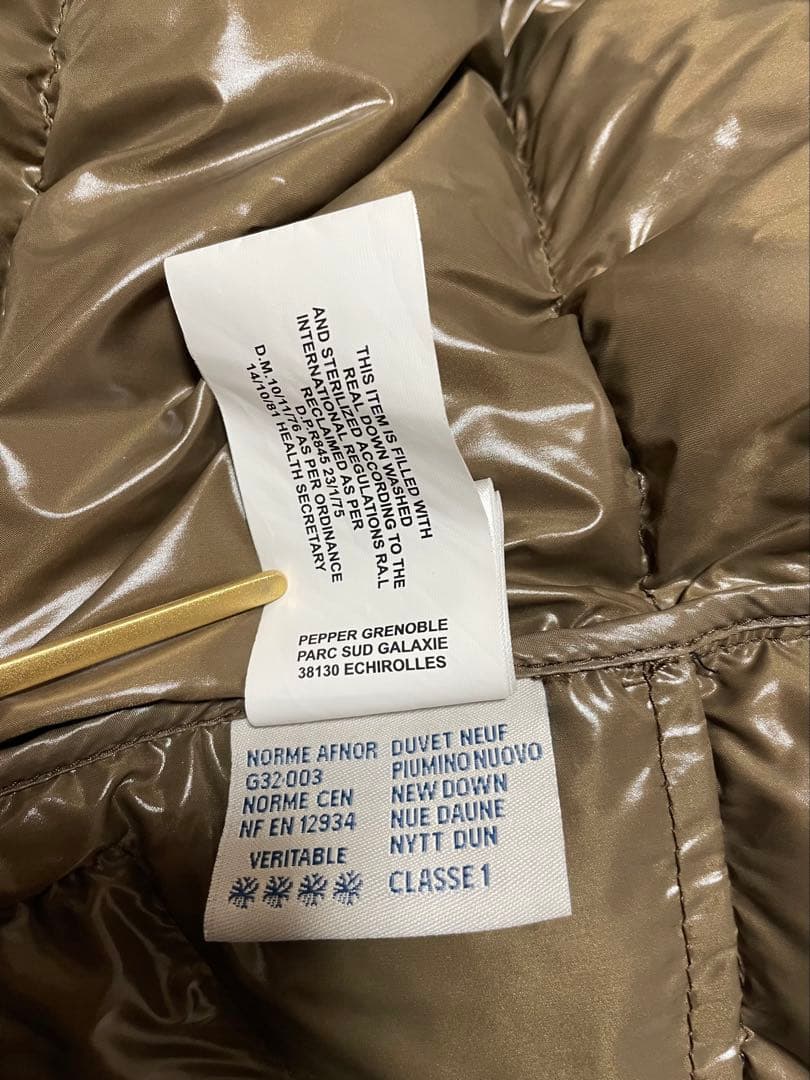 THIS ITEM IS FILLED WITH
REAL DOWN WASHED
AND STERILIZED ACCORDING TO THE
INTERNATIONAL REGULATIONS RA.L
RECLAIMED AS PER
D.P.R845 23/1/75
D.M.10/11/76 AS PER ORDINANCE
14/10/81 HEALTH SECRETARY
PEPPER GRENOBLE
PARC SUD GALAXIE
38130 ECHIROLLES
NORME AFNOR
G32·003
NORME CEN
NF EN 12934
VERITABLE
DUVET NEUF
PIUMINO NUOVO
NEW DOWN
NUE DAUNE
NYTT DUN
CLASSE 1